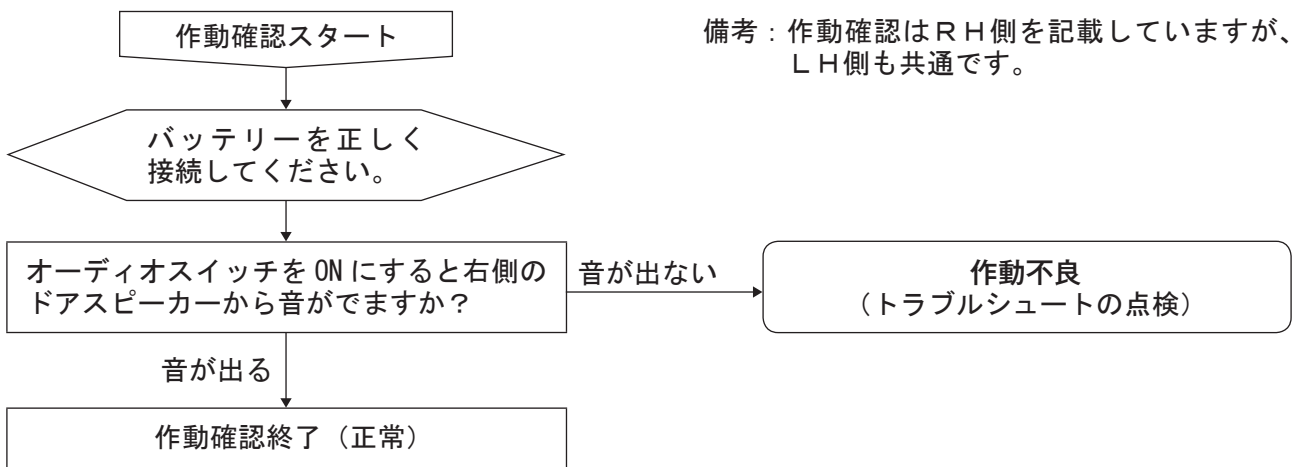 作動確認スタート
備考：作動確認はＲＨ側を記載していますが、
ＬＨ側も共通です。
バッテリーを正しく
接続してください。
オーディオスイッチを ON にすると右側の
ドアスピーカーから音がでますか？
音が出ない
作動不良
（トラブルシュートの点検）
音が出る
作動確認終了（正常）